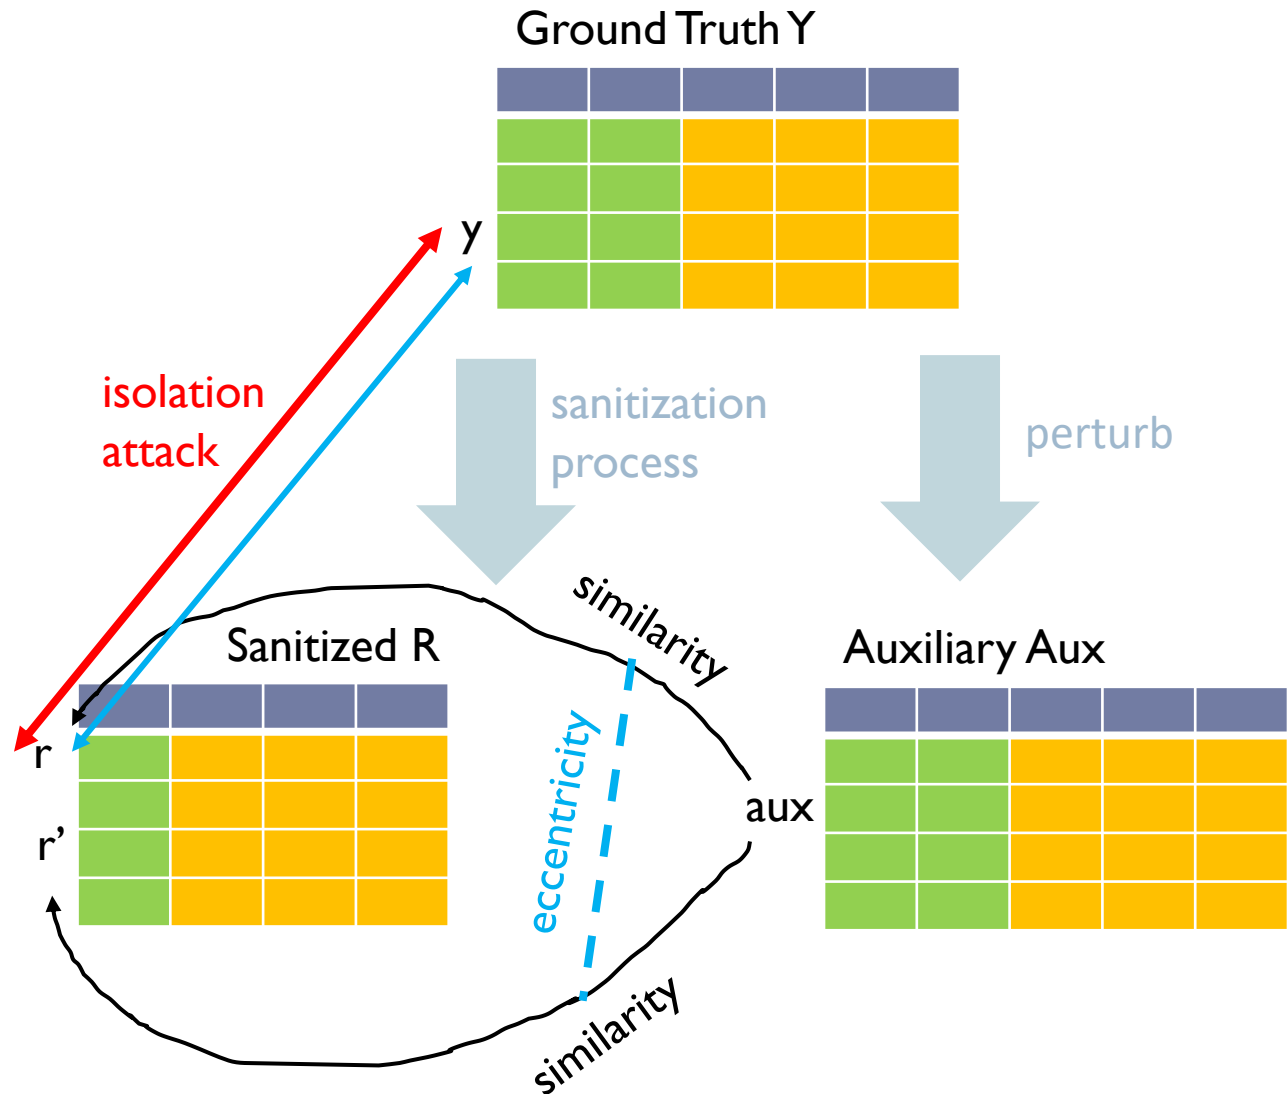 Ground Truth Y
y
isolation
attack
sanitization
process
perturb
similarity
Sanitized R
Auxiliary Aux
r
eccentricity
aux
r’
similarity